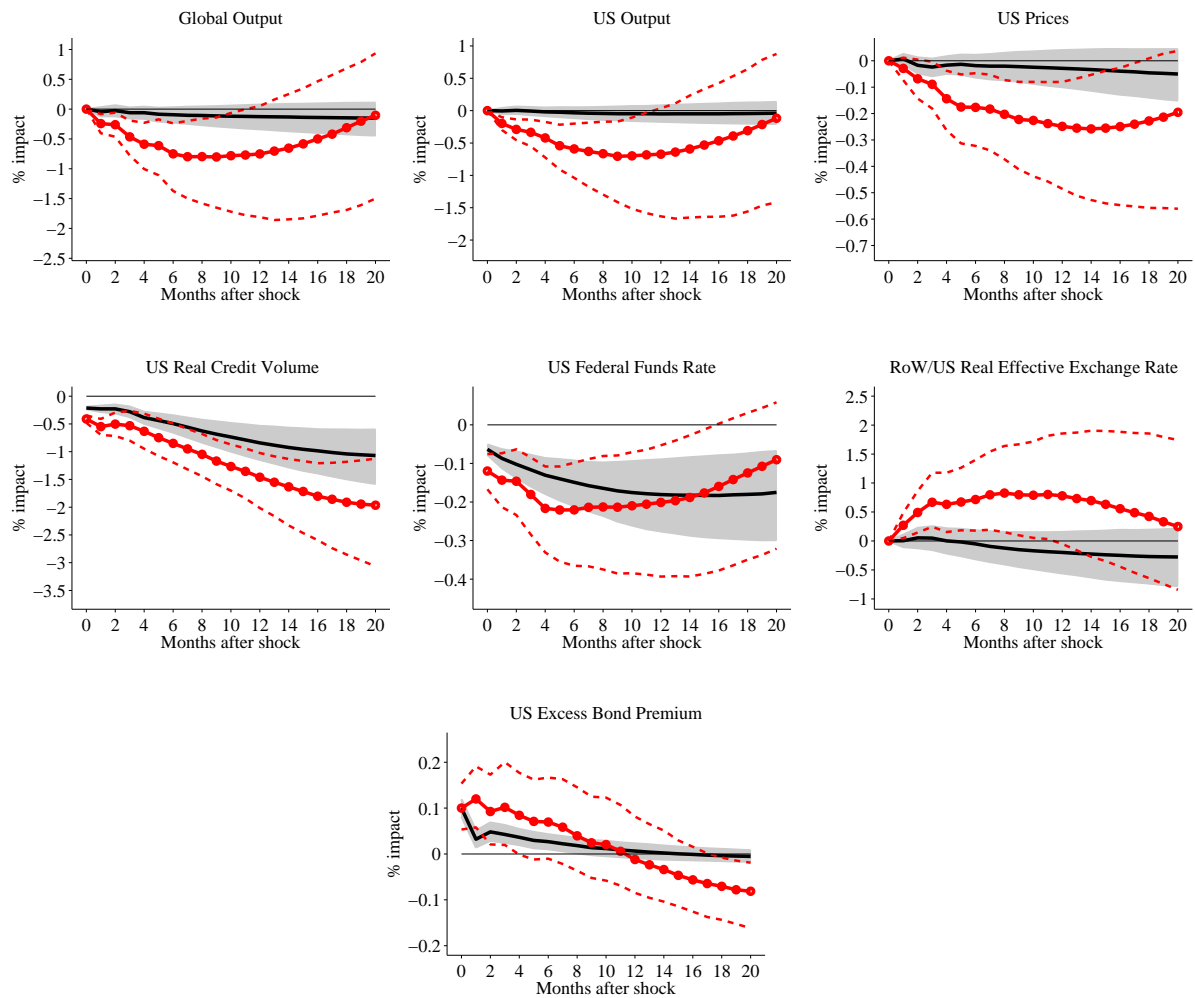 Global Output
% impact
1
0.5
0
−0.5
−1
−1.5
−2
−2.5
0 2 4 6 8 10 12 14 16 18 20
Months after shock
US Output
% impact
1
0.5
0
−0.5
−1
−1.5
−2
0 2 4 6 8 10 12 14 16 18 20
Months after shock
US Prices
% impact
0
−0.1
−0.2
−0.3
−0.4
−0.5
−0.6
−0.7
0 2 4 6 8 10 12 14 16 18 20
Months after shock
US Real Credit Volume
% impact
0
−0.5
−1
−1.5
−2
−2.5
−3
−3.5
0 2 4 6 8 10 12 14 16 18 20
Months after shock
US Federal Funds Rate
% impact
0
−0.1
−0.2
−0.3
−0.4
0 2 4 6 8 10 12 14 16 18 20
Months after shock
RoW/US Real Effective Exchange Rate
% impact
2.5
2
1.5
1
0.5
0
−0.5
−1
0 2 4 6 8 10 12 14 16 18 20
Months after shock
US Excess Bond Premium
% impact
0.2
0.1
0
−0.1
−0.2
0 2 4 6 8 10 12 14 16 18 20
Months after shock